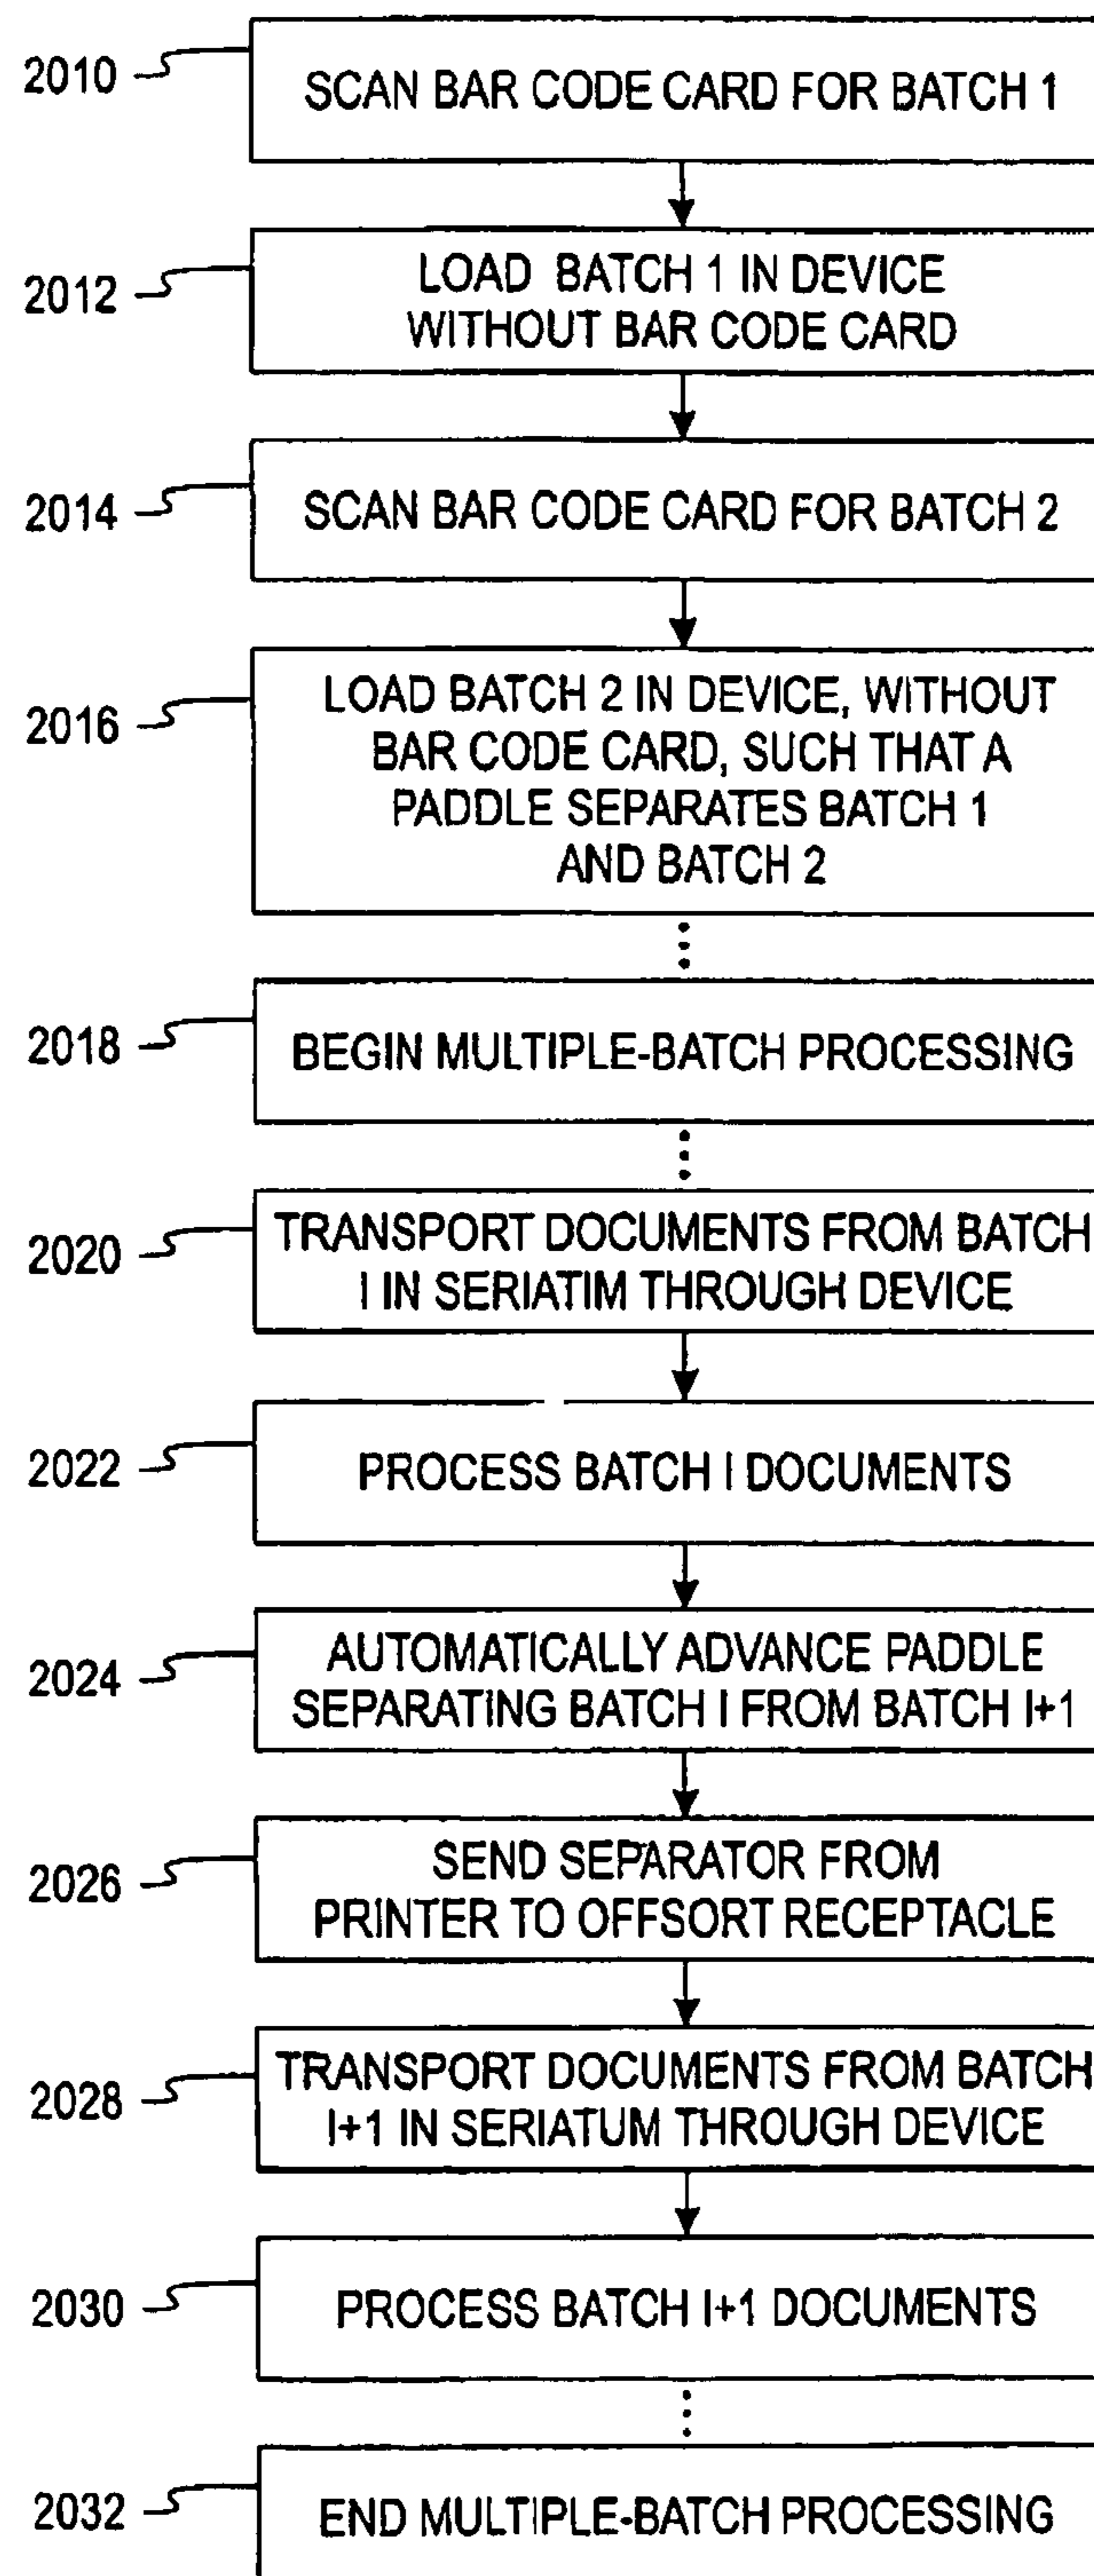 2010
SCAN BAR CODE CARD FOR BATCH 1
2012
LOAD BATCH 1 IN DEVICE
WITHOUT BAR CODE CARD
2014
SCAN BAR CODE CARD FOR BATCH 2
2016
LOAD BATCH 2 IN DEVICE, WITHOUT
BAR CODE CARD, SUCH THAT A
PADDLE SEPARATES BATCH 1
AND BATCH 2
2018
BEGIN MULTIPLE-BATCH PROCESSING
2020
TRANSPORT DOCUMENTS FROM BATCH
I IN SERIATIM THROUGH DEVICE
2022
PROCESS BATCH I DOCUMENTS
2024
AUTOMATICALLY ADVANCE PADDLE
SEPARATING BATCH I FROM BATCH I+1
2026
SEND SEPARATOR FROM
PRINTER TO OFFSORT RECEPTACLE
2028
TRANSPORT DOCUMENTS FROM BATCH
I+1 IN SERIATUM THROUGH DEVICE
2030
PROCESS BATCH I+1 DOCUMENTS
2032
END MULTIPLE-BATCH PROCESSING